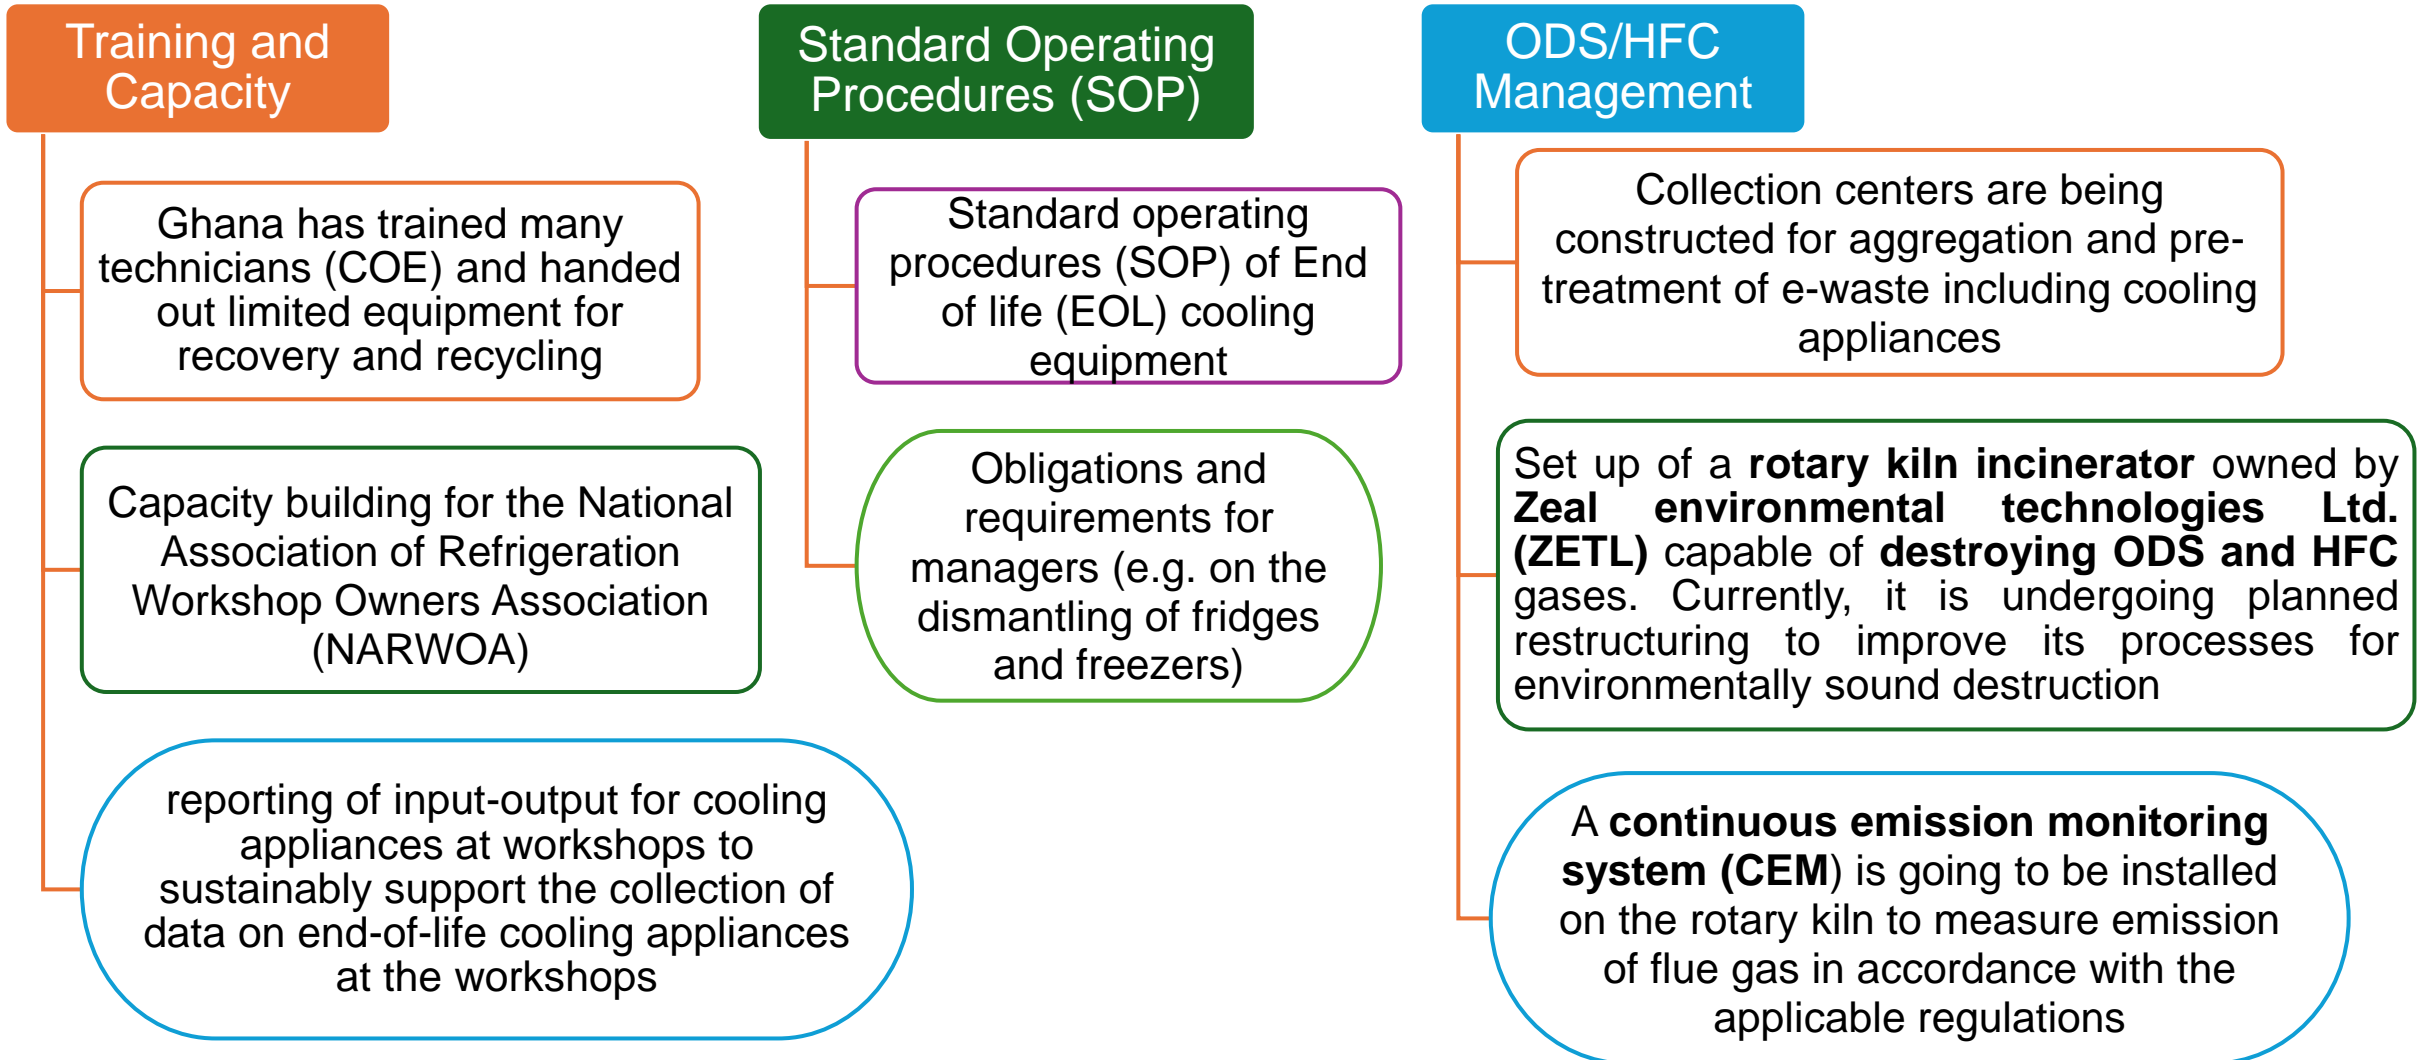 Training and
Capacity
Ghana has trained many
technicians (COE) and handed
out limited equipment for
recovery and recycling
Capacity building for the National
Association of Refrigeration
Workshop Owners Association
(NARWOA)
reporting of input-output for cooling
appliances at workshops to
sustainably support the collection of
data on end-of-life cooling appliances
at the workshops
Standard Operating
Procedures (SOP)
Standard operating
procedures (SOP) of End
of life (EOL) cooling
equipment
Obligations and
requirements for
managers (e.g. on the
dismantling of fridges
and freezers)
ODS/HFC
Management
Collection centers are being
constructed for aggregation and pre-
treatment of e-waste including cooling
appliances
Set up of a rotary kiln incinerator owned by
Zeal environmental technologies Ltd.
(ZETL) capable of destroying ODS and HFC
gases. Currently, it is undergoing planned
restructuring to improve its processes for
environmentally sound destruction
A continuous emission monitoring
system (CEM) is going to be installed
on the rotary kiln to measure emission
of flue gas in accordance with the
applicable regulations